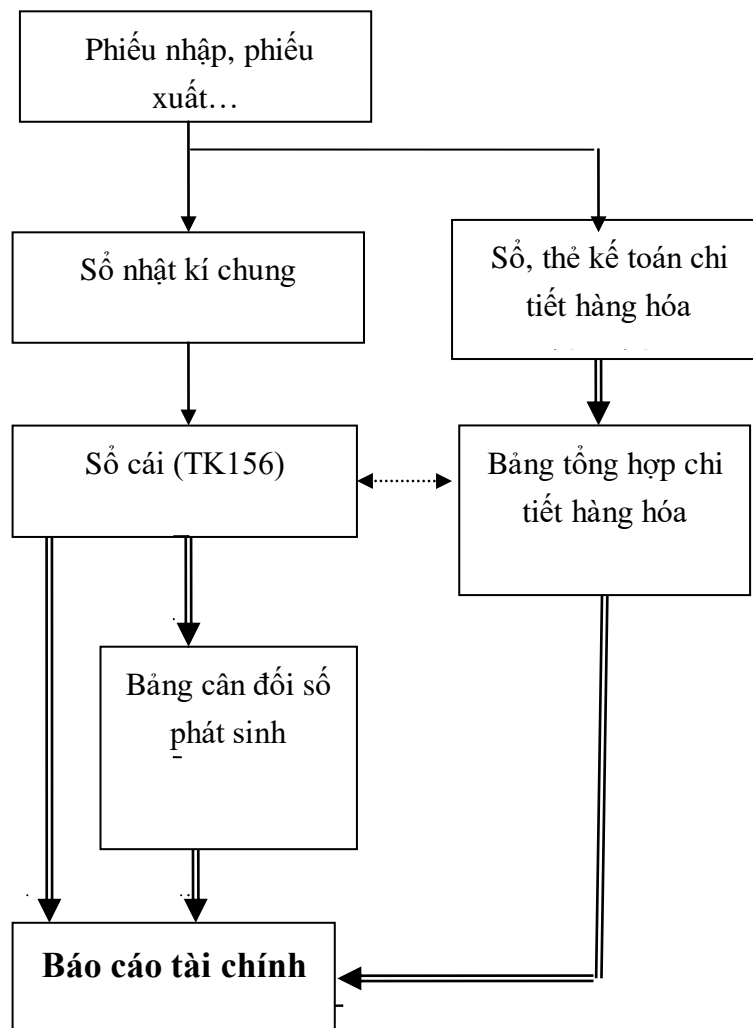 Phiếu nhập, phiếu
xuất…
Sổ nhật kí chung
Sổ, thẻ kế toán chi
tiết hàng hóa
Sổ cái (TK156)
Bảng tổng hợp chi
tiết hàng hóa
Bảng cân đối số
phát sinh
Báo cáo tài chính